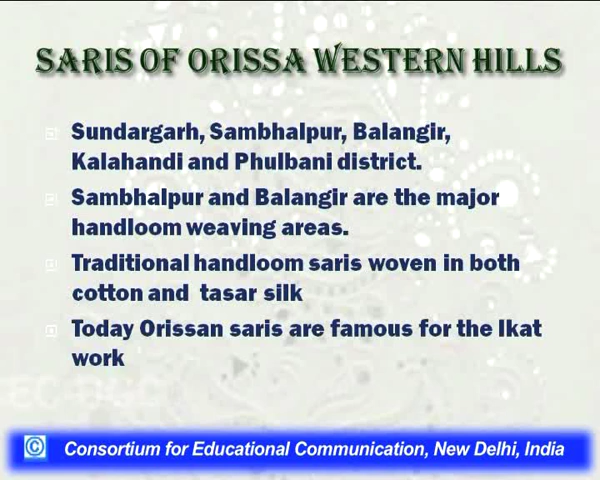 SARIS OF ORISSA WESTERN HILLS
Sundargarh, Sambhalpur, Balangir,
Kalahandi and Phulbani district.
Sambhalpur and Balangir are the major
handloom weaving areas.
Traditional handloom saris woven in both
cotton and tasar silk
Today Orissan saris are famous for the Ikat
work
© Consortium for Educational Communication, New Delhi, India